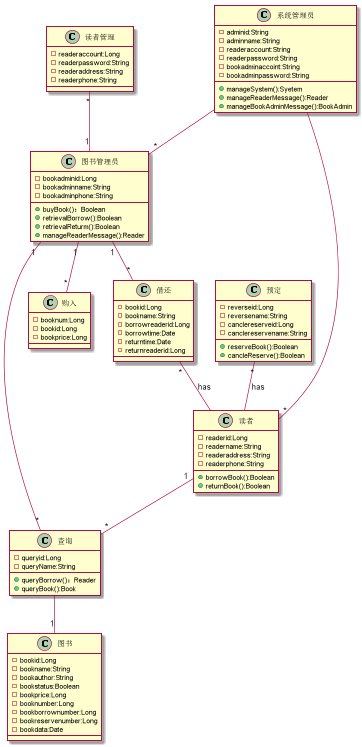 C 系统管理员
adminid:String
adminname:String
readeraccount:String
readerpassword:String
bookadminaccoint:String
bookadminpassword:String
manageSystem():Syetem
manageReaderMessage():Reader
manageBookAdminMessage():BookAdmin
C 读者管理
readeraccount:Long
readerpassword:String
readeraddress:String
readerphone:String
*
1
*
C 图书管理员
bookadminid:Long
bookadminname:String
bookadminphone:String
buyBook()：Boolean
retrievalBorrow():Boolean
retrievalReturm():Boolean
manageReaderMessage():Reader
1
1
1
*
*
C 购入
booknum:Long
bookid:Long
bookprice:Long
C 借还
bookid:Long
bookname:String
borrowreaderid:Long
borrowtime:Date
returntime:Date
returnreaderid:Long
C 预定
reverseid:Long
reversename:String
canclereserveid:Long
canclereservename:String
reserveBook():Boolean
cancleReserve():Boolean
*
has
*
has
*
C 读者
readerid:Long
readername:String
readeraddress:String
readerphone:String
borrowBook():Boolean
returnBook():Boolean
1
*
*
C 查询
queryid:Long
queryName:String
queryBorrow()：Reader
queryBook():Book
1
C 图书
bookid:Long
bookname:String
bookauthor:String
bookstatus:Boolean
bookprice:Long
booknumber:Long
bookborrownumber:Long
bookreservenumber:Long
bookdata:Date